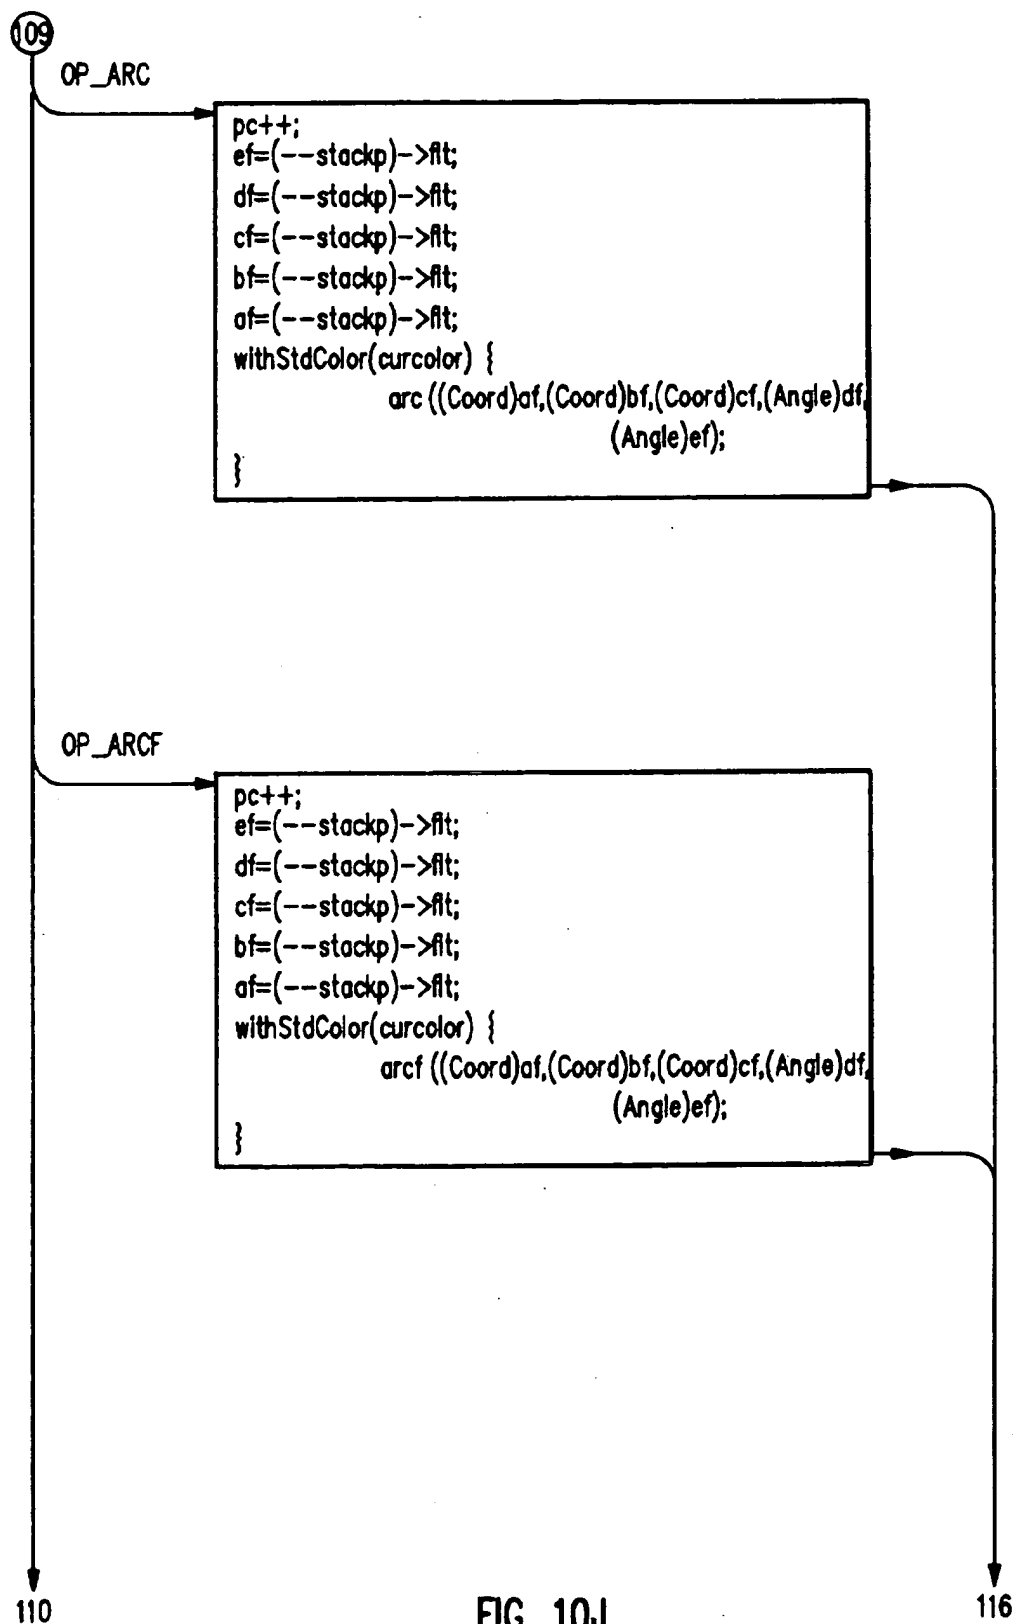 109
OP_ARC
pc++;
ef=(--stackp)->flt;
df=(--stackp)->flt;
cf=(--stackp)->flt;
bf=(--stackp)->flt;
af=(--stackp)->flt;
withStdColor(curcolor) {
arc ((Coord)af,(Coord)bf,(Coord)cf,(Angle)df,
(Angle)ef);
}
OP_ARCF
pc++;
ef=(--stackp)->flt;
df=(--stackp)->flt;
cf=(--stackp)->flt;
bf=(--stackp)->flt;
af=(--stackp)->flt;
withStdColor(curcolor) {
arcf ((Coord)af,(Coord)bf,(Coord)cf,(Angle)df,
(Angle)ef);
}
110
FIG. 10J
116